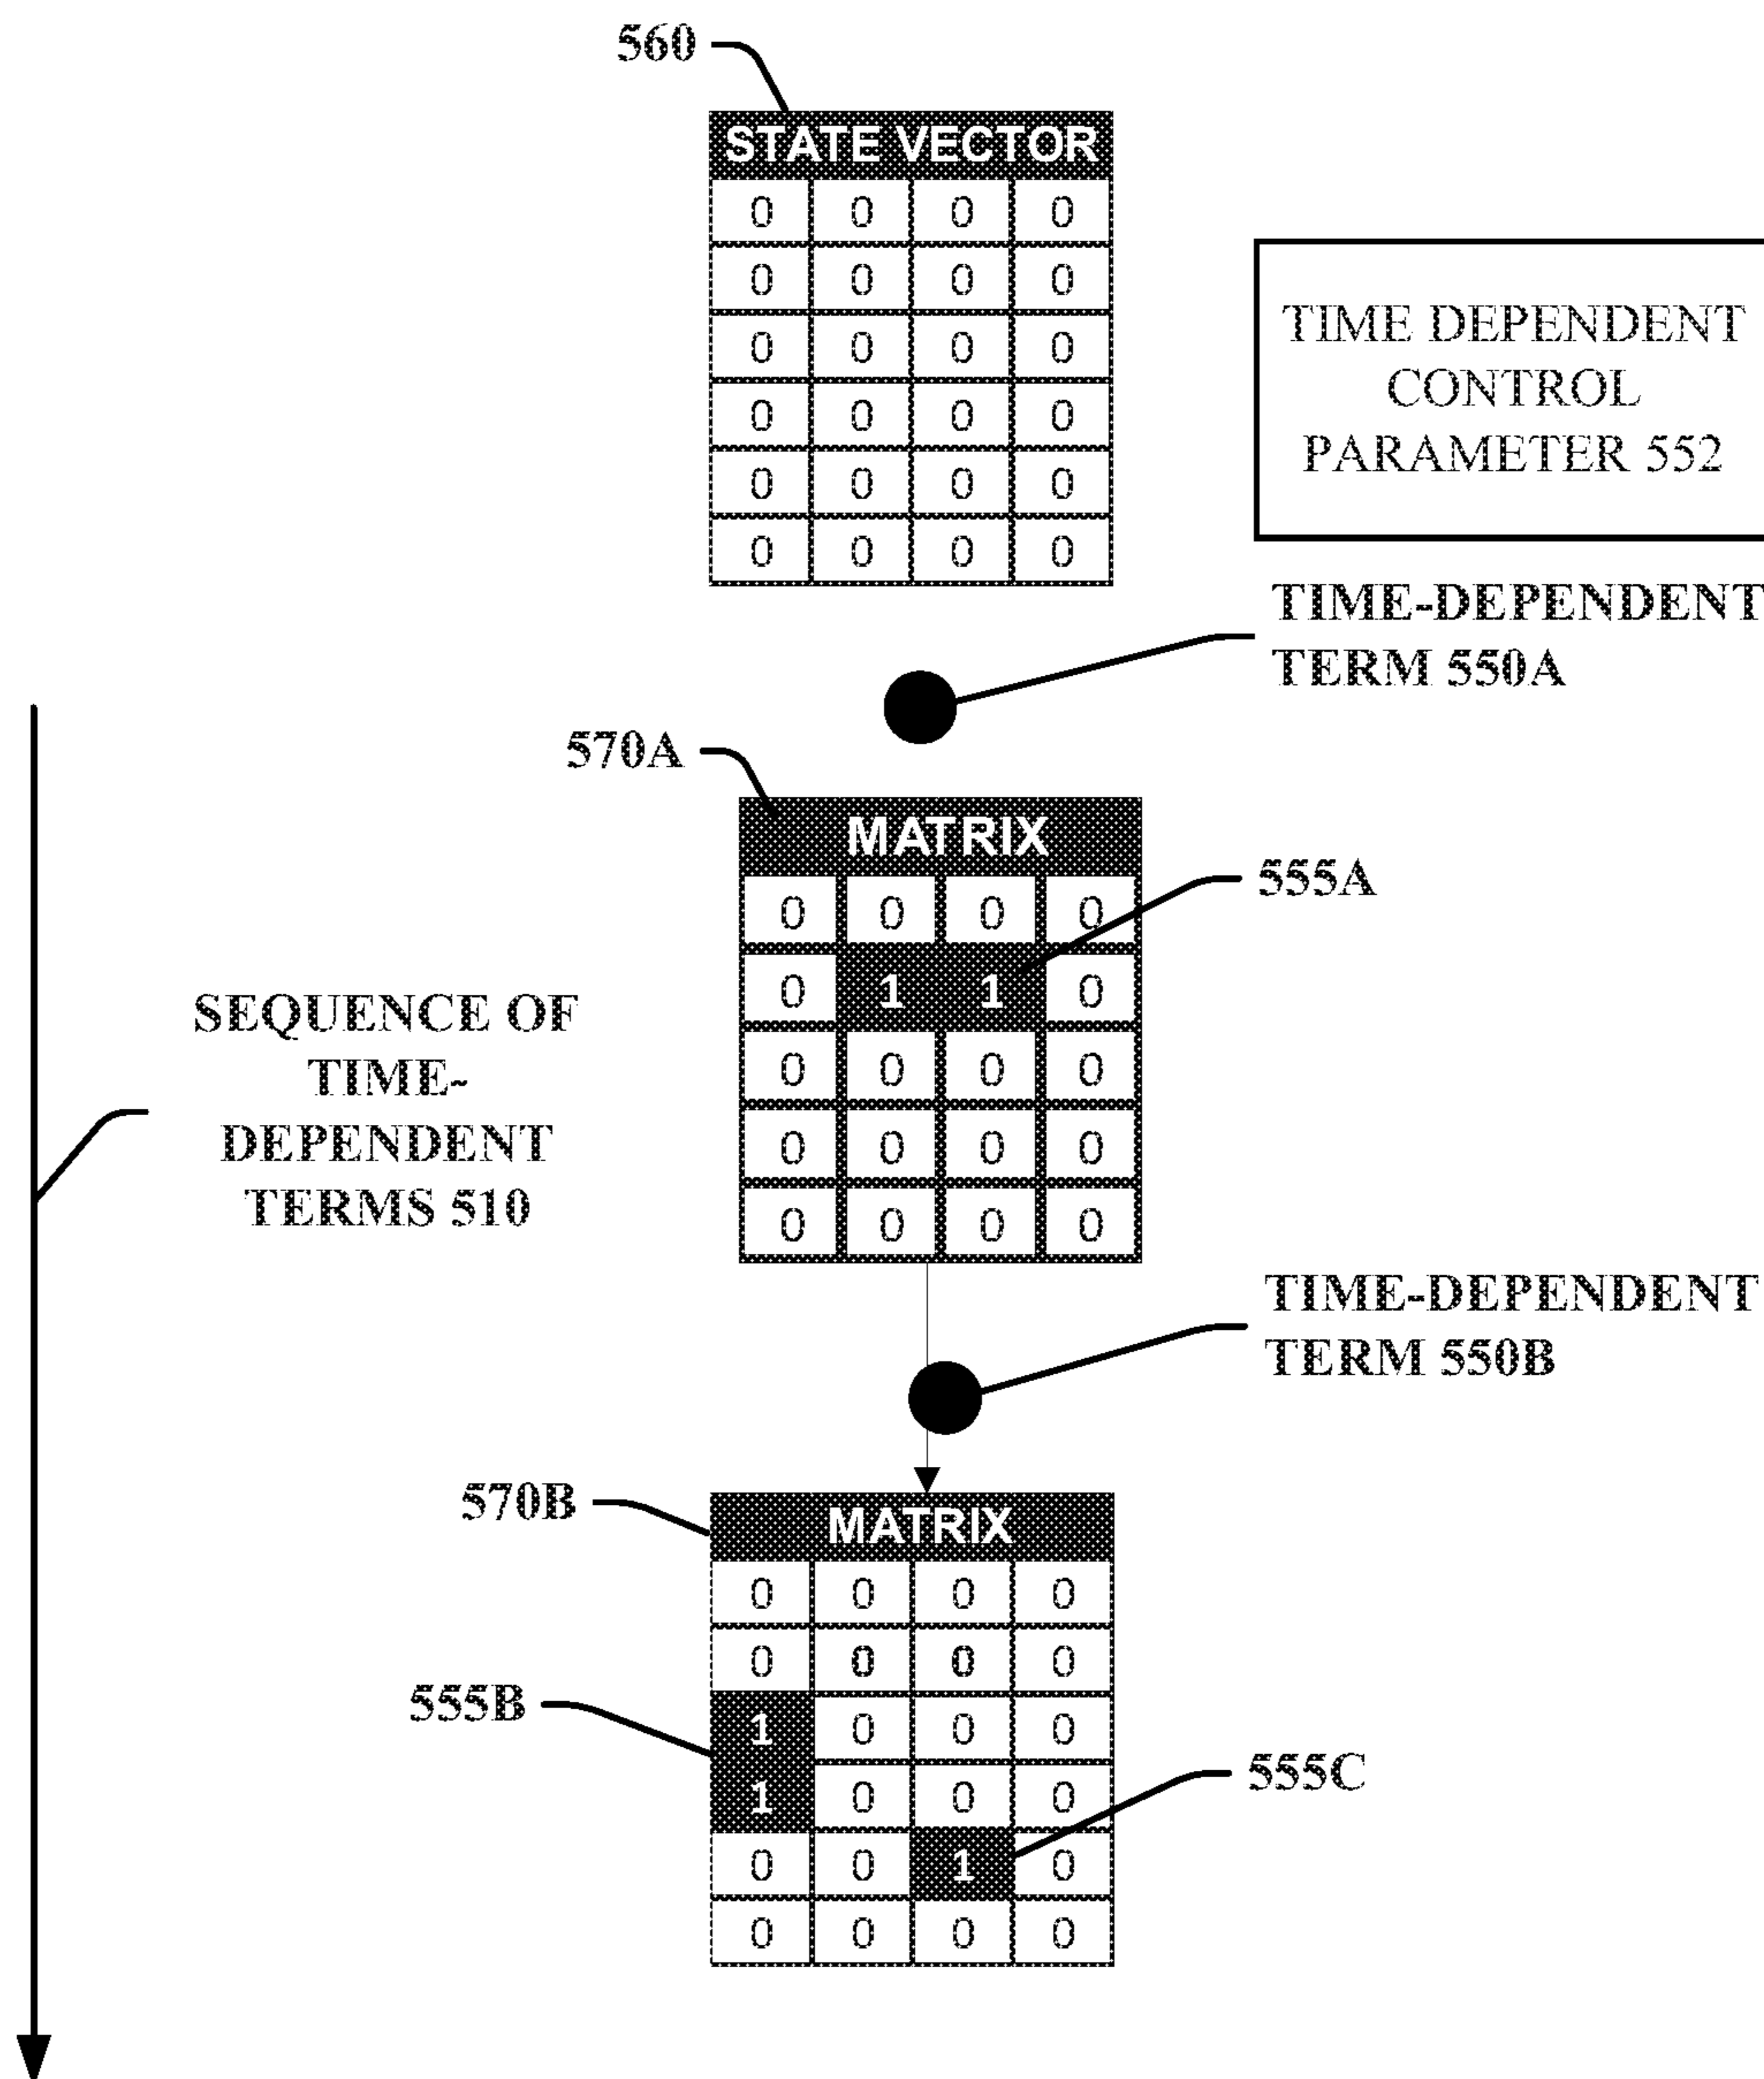 560
STATE VECTOR
0 0 0 0
0 0 0 0
0 0 0 0
0 0 0 0
0 0 0 0
0 0 0 0
TIME DEPENDENT
CONTROL
PARAMETER 552
TIME-DEPENDENT
TERM 550A
570A
MATRIX
555A
0 0 0 0
0 1 1 0
0 0 0 0
0 0 0 0
0 0 0 0
SEQUENCE OF
TIME-
DEPENDENT
TERMS 510
TIME-DEPENDENT
TERM 550B
570B
MATRIX
0 0 0 0
0 0 0 0
555B
1 0 0 0
1 0 0 0
555C
0 0 1 0
0 0 0 0